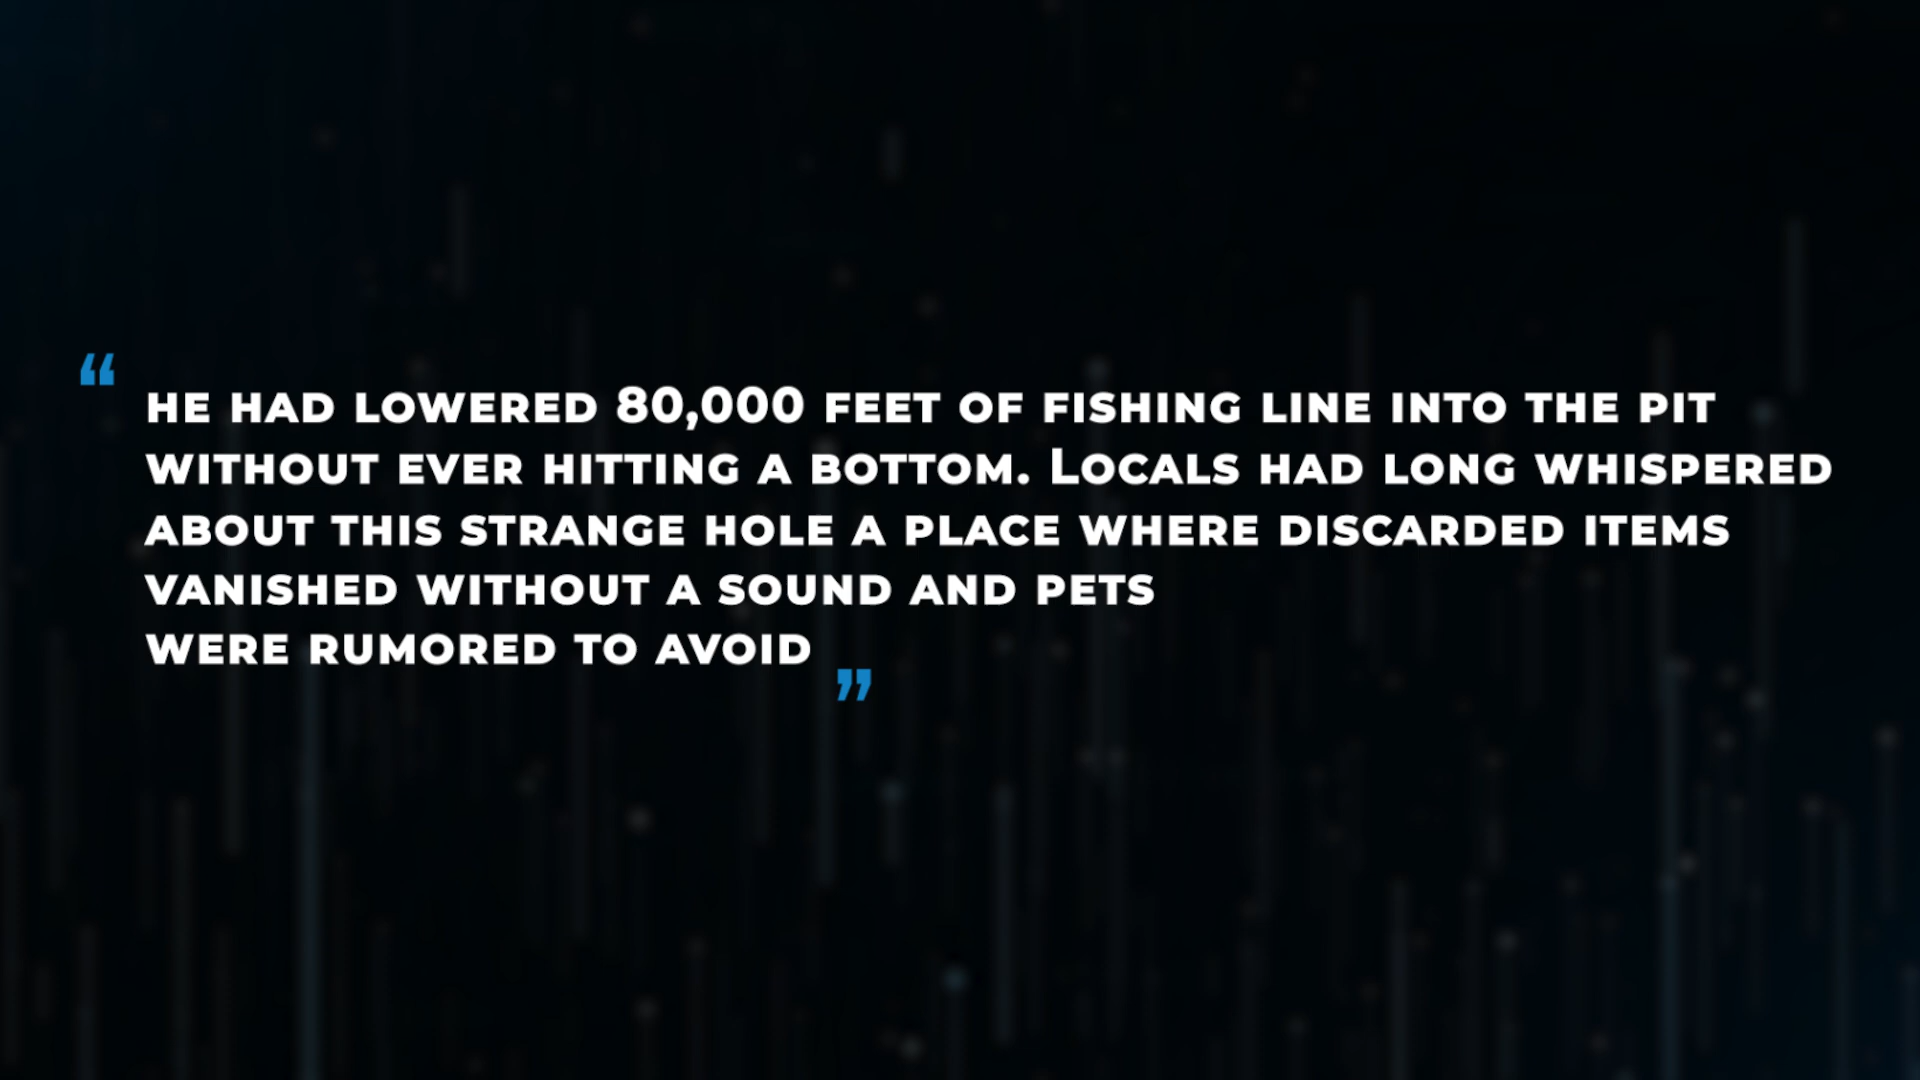 “he had lowered 80,000 feet of fishing line into the pit
without ever hitting a bottom. Locals had long whispered
about this strange hole a place where discarded items
vanished without a sound and pets
were rumored to avoid”